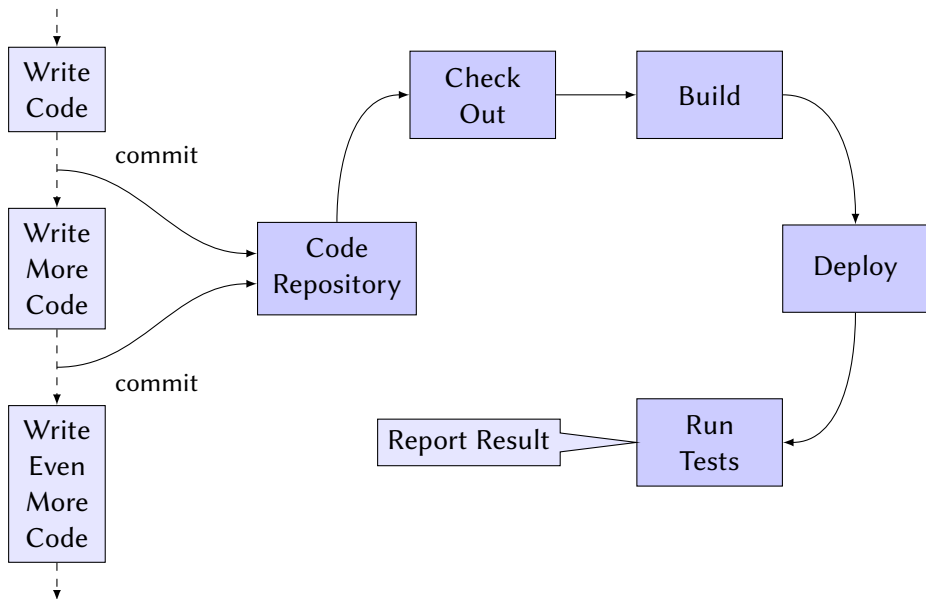 Write
Code
commit
Write
More
Code
commit
Write
Even
More
Code
Code
Repository
Check
Out
Build
Deploy
Run
Tests
Report Result